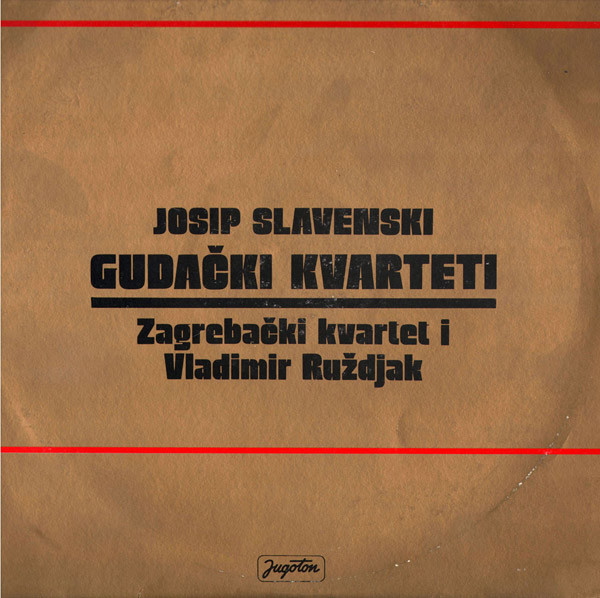 JOSIP SLAVENSKI
GUDAČKI KVARTETI
Zagrebački kvartet i
Vladimir Ruždjak
Jugoton